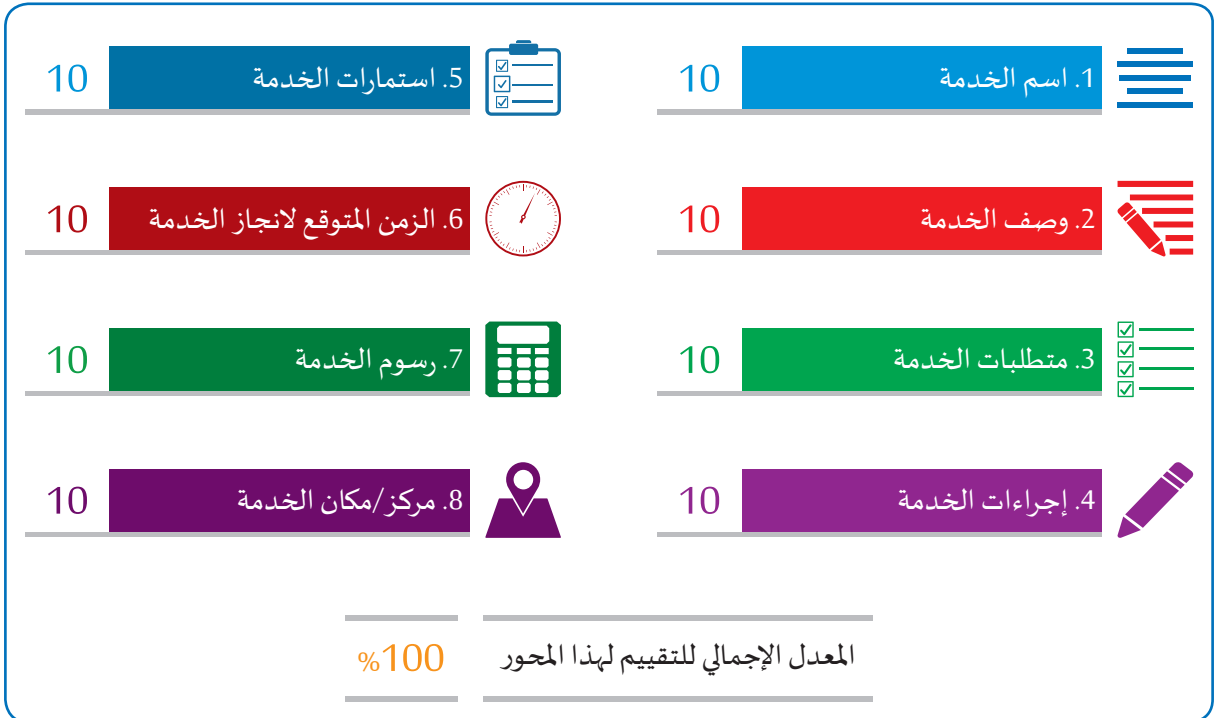 1. اسم الخدمة 10
2. وصف الخدمة 10
3. متطلبات الخدمة 10
4. إجراءات الخدمة 10
5. استمارات الخدمة 10
6. الزمن المتوقع لانجاز الخدمة 10
7. رسوم الخدمة 10
8. مركز/مكان الخدمة 10
المعدل الإجمالي للتقييم لهذا المحور %100